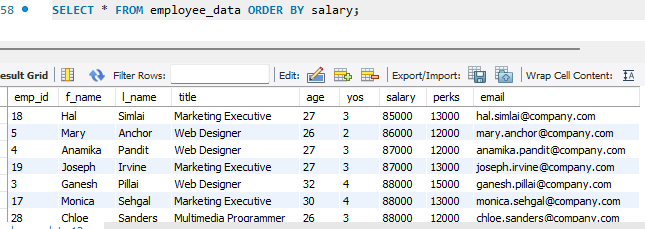 58 SELECT * FROM employee_data ORDER BY salary;
esult Grid Filter Rows: Edit: Export/Import: Wrap Cell Content: IA
emp_id f_name l_name title age yos salary perks email
18 Hal Simlai Marketing Executive 27 3 85000 13000 hal.simlai@company.com
5 Mary Anchor Web Designer 26 2 86000 12000 mary.anchor@company.com
4 Anamika Pandit Web Designer 27 3 87000 12000 anamika.pandit@company.com
19 Joseph Irvine Marketing Executive 27 3 87000 13000 joseph.irvine@company.com
3 Ganesh Pillai Web Designer 32 4 88000 15000 ganesh.pillai@company.com
17 Monica Sehgal Marketing Executive 30 4 88000 13000 monica.sehgal@company.com
28 Chloe Sanders Multimedia Programmer 26 3 88000 12000 chloe.sanders@company.com